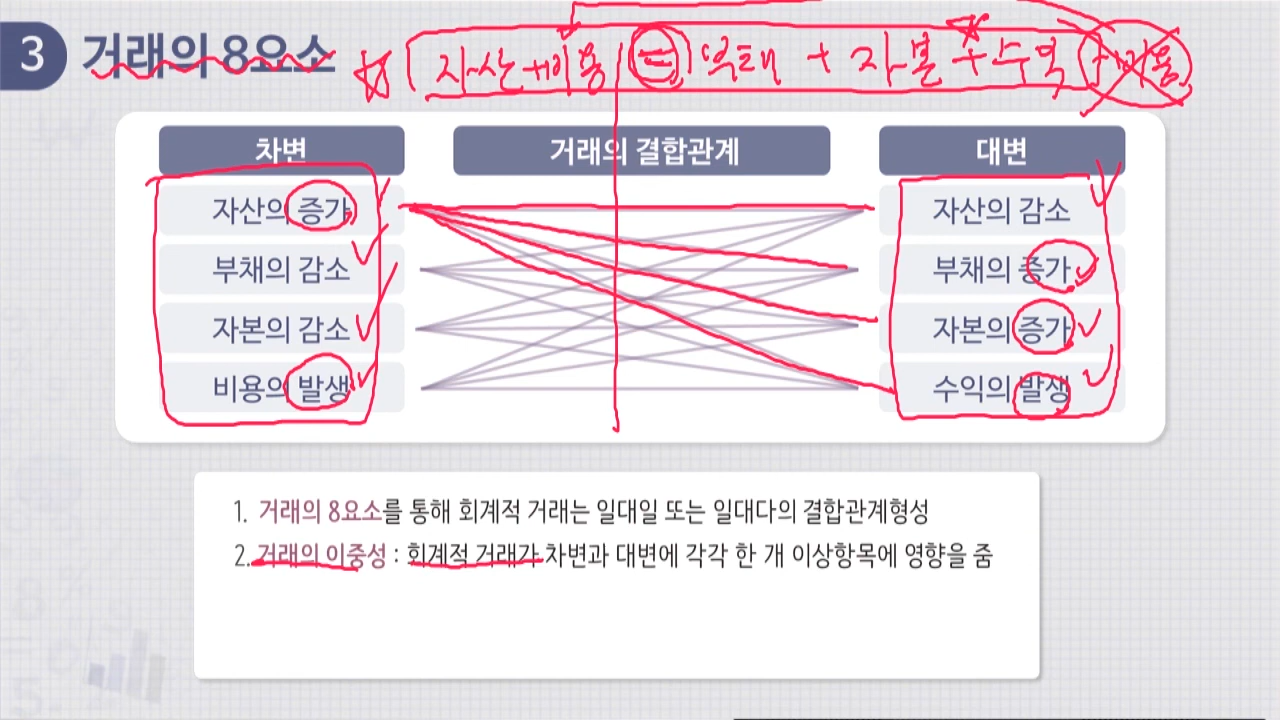 3 거래의 8요소
자산 + 비용 = 부채 + 자본 + 수익 - 비용
차변 거래의 결합관계 대변
자산의 증가 자산의 감소
부채의 감소 부채의 증가
자본의 감소 자본의 증가
비용의 발생 수익의 발생
1. 거래의 8요소를 통해 회계적 거래는 일대일 또는 일대다의 결합관계형성
2. 거래의 이중성 : 회계적 거래가 차변과 대변에 각각 한 개 이상항목에 영향을 줌